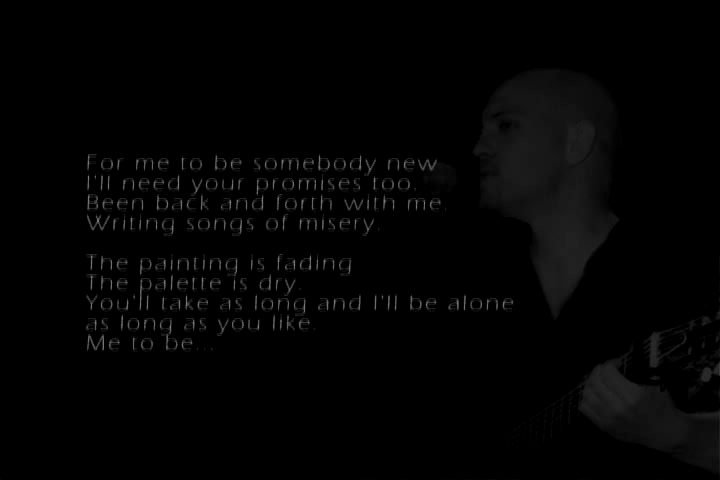 For me to be somebody new
I'll need your promises too.
Been back and forth with me.
Writing songs of misery.
The painting is fading
The palette is dry.
You'll take as long and I'll be alone
as long as you like.
Me to be...